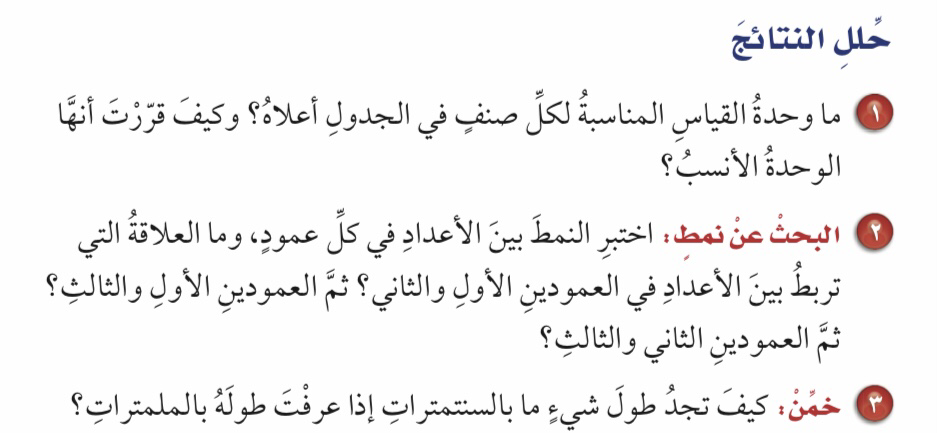 حّللِ النتائجَ
١ ما وحدةُ القياسِ المناسبةُ لكلِّ صنفٍ في الجدولِ أعلاهُ؟ وكيفَ قرّرْتَ أنهَّا
الوحدةُ الأنسبُ؟
٢ البحثْ عنْ نمطٍ: اختبرِ النمطَ بينَ الأعدادِ في كلِّ عمودٍ، وما العلاقةُ التي
تربطُ بينَ الأعدادِ في العمودينِ الأولِ والثاني؟ ثمَّ العمودينِ الأولِ والثالثِ؟
ثمَّ العمودينِ الثاني والثالثِ؟
٣ خمِّنْ: كيفَ تجدُ طولَ شيءٍ ما بالسنتمتراتِ إذا عرفْتَ طولَهُ بالملمتراتِ؟